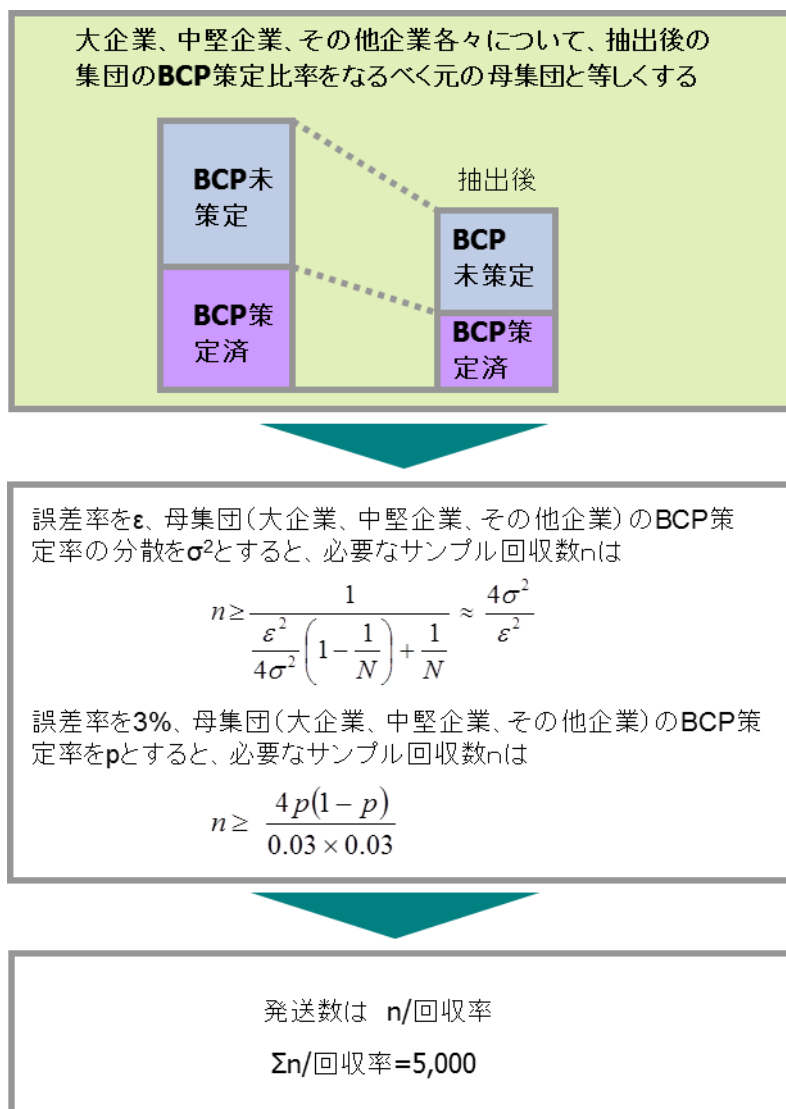 大企業、中堅企業、その他企業各々について、抽出後の
集団のBCP策定比率をなるべく元の母集団と等しくする
BCP未
策定
BCP策
定済
抽出後
BCP
未策定
BCP策
定済
誤差率をε、母集団(大企業、中堅企業、その他企業)のBCP策
定率の分散をσ²とすると、必要なサンプル回収数nは
n ≥ 1 / ( ε²/4σ² (1 − 1/N) + 1/N ) ≈ 4σ²/ε²
誤差率を3%、母集団(大企業、中堅企業、その他企業)のBCP策
定率をpとすると、必要なサンプル回収数nは
n ≥ 4p(1 − p) / 0.03 × 0.03
発送数は n/回収率
Σn/回収率=5,000